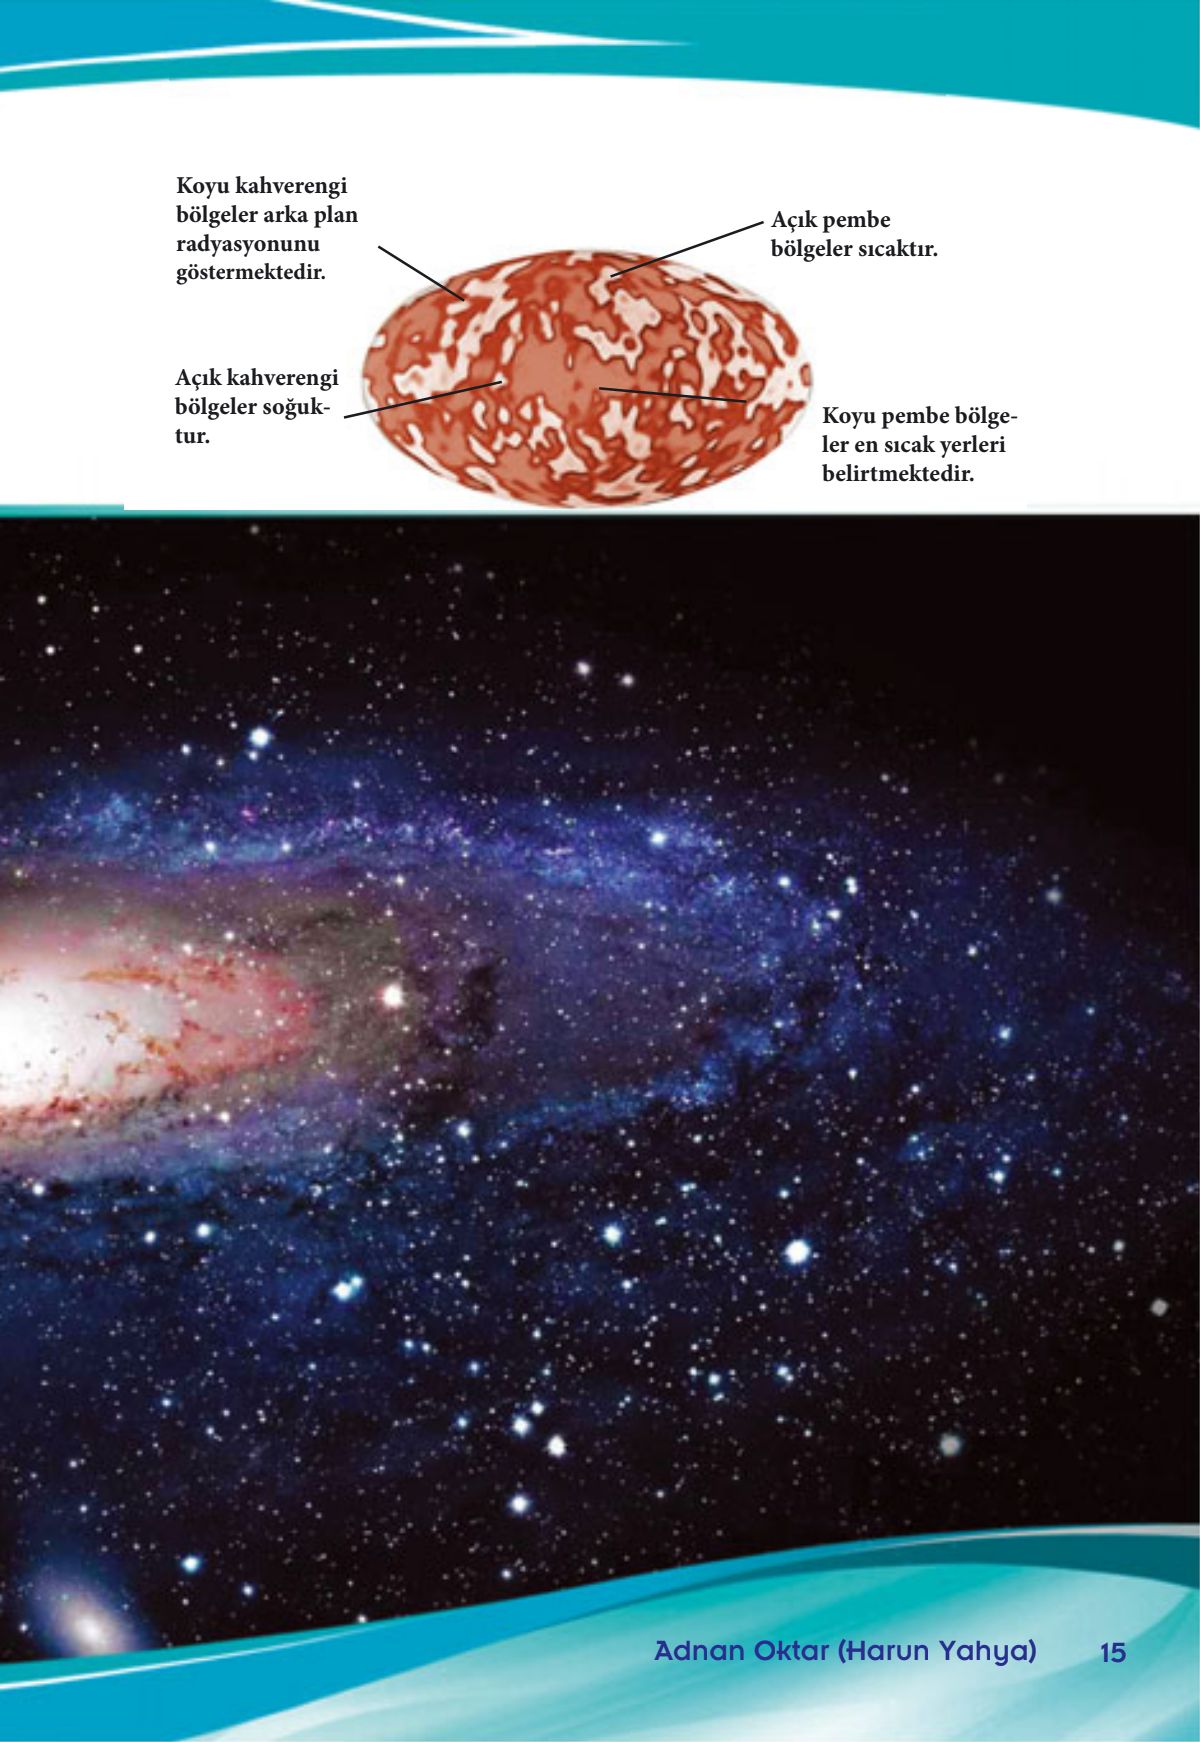 Koyu kahverengi
bölgeler arka plan
radyasyonunu
göstermektedir.
Açık pembe
bölgeler sıcaktır.
Açık kahverengi
bölgeler soğuk-
tur.
Koyu pembe bölge-
ler en sıcak yerleri
belirtmektedir.
Adnan Oktar (Harun Yahya) 15